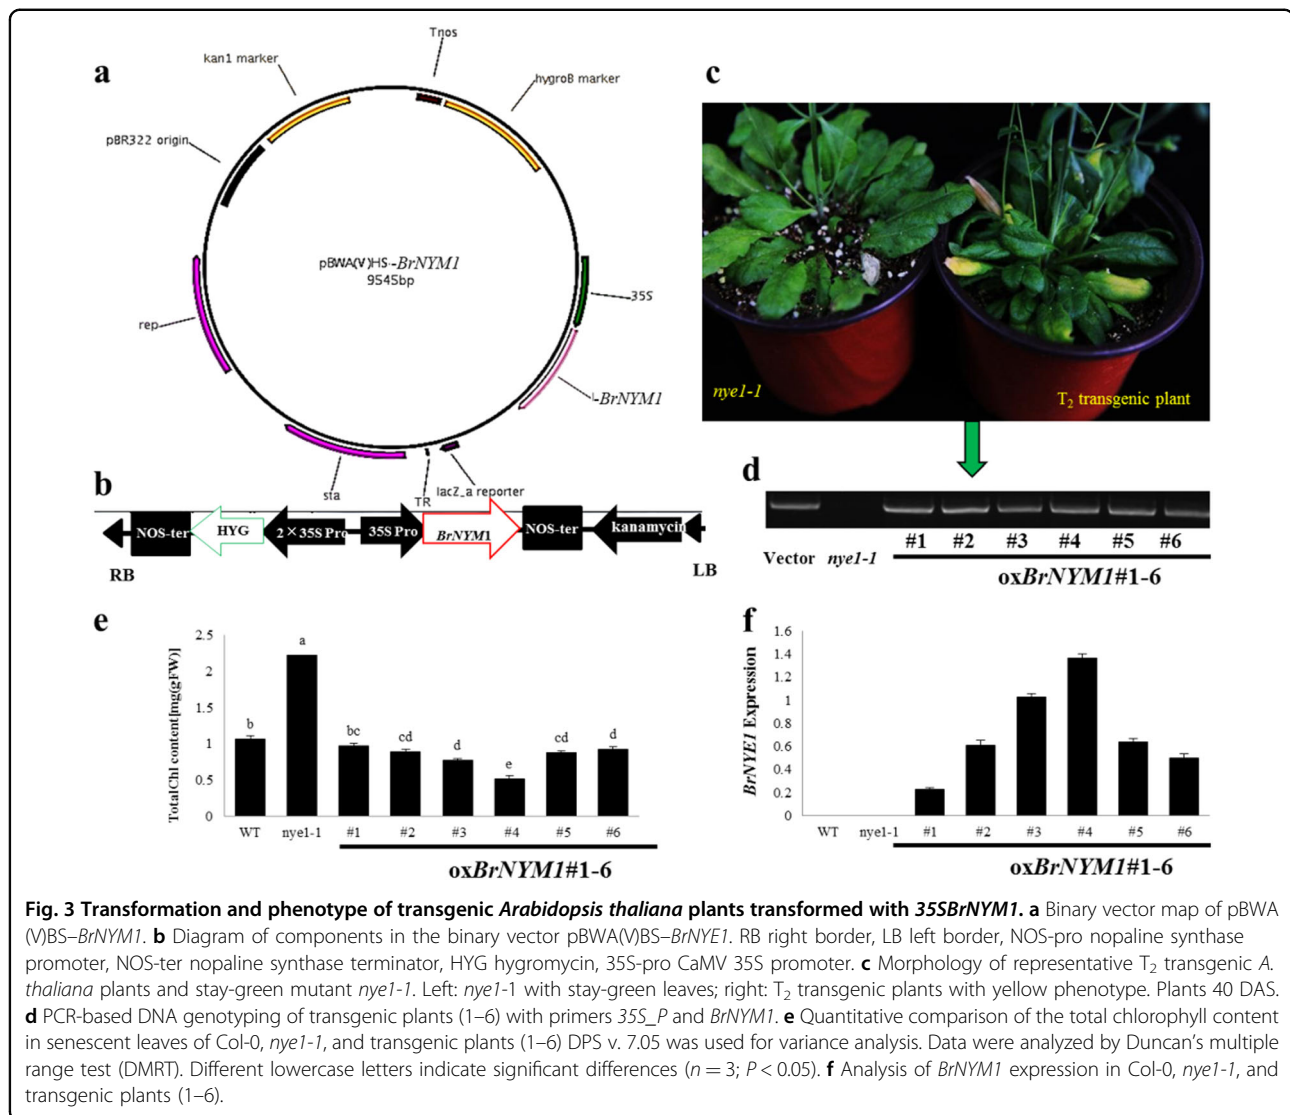 a
Tnos
kan1 marker
hygroB marker
pBR322 origin
pBWA(V)HS-BrNYM1
9545bp
35S
rep
BrNYM1
sta
TR
lacZ_a reporter
b
NOS-ter
HYG
2×35S Pro
35S Pro
BrNYM1
NOS-ter
kanamycin
RB
LB
c
nye1-1
T2 transgenic plant
d
Vector nye1-1 #1 #2 #3 #4 #5 #6
oxBrNYM1#1-6
e
TotalChl content[mg(gFW)]
2.5
2
1.5
1
0.5
0
a
b
bc
cd
d
e
cd
d
WT nye1-1 #1 #2 #3 #4 #5 #6
oxBrNYM1#1-6
f
BrNYE1 Expression
1.6
1.4
1.2
1
0.8
0.6
0.4
0.2
0
WT nye1-1 #1 #2 #3 #4 #5 #6
oxBrNYM1#1-6
Fig. 3 Transformation and phenotype of transgenic Arabidopsis thaliana plants transformed with 35SBrNYM1. a Binary vector map of pBWA
(V)BS–BrNYM1. b Diagram of components in the binary vector pBWA(V)BS–BrNYE1. RB right border, LB left border, NOS-pro nopaline synthase
promoter, NOS-ter nopaline synthase terminator, HYG hygromycin, 35S-pro CaMV 35S promoter. c Morphology of representative T2 transgenic A.
thaliana plants and stay-green mutant nye1-1. Left: nye1-1 with stay-green leaves; right: T2 transgenic plants with yellow phenotype. Plants 40 DAS.
d PCR-based DNA genotyping of transgenic plants (1–6) with primers 35S_P and BrNYM1. e Quantitative comparison of the total chlorophyll content
in senescent leaves of Col-0, nye1-1, and transgenic plants (1–6) DPS v. 7.05 was used for variance analysis. Data were analyzed by Duncan's multiple
range test (DMRT). Different lowercase letters indicate significant differences (n = 3; P < 0.05). f Analysis of BrNYM1 expression in Col-0, nye1-1, and
transgenic plants (1–6).